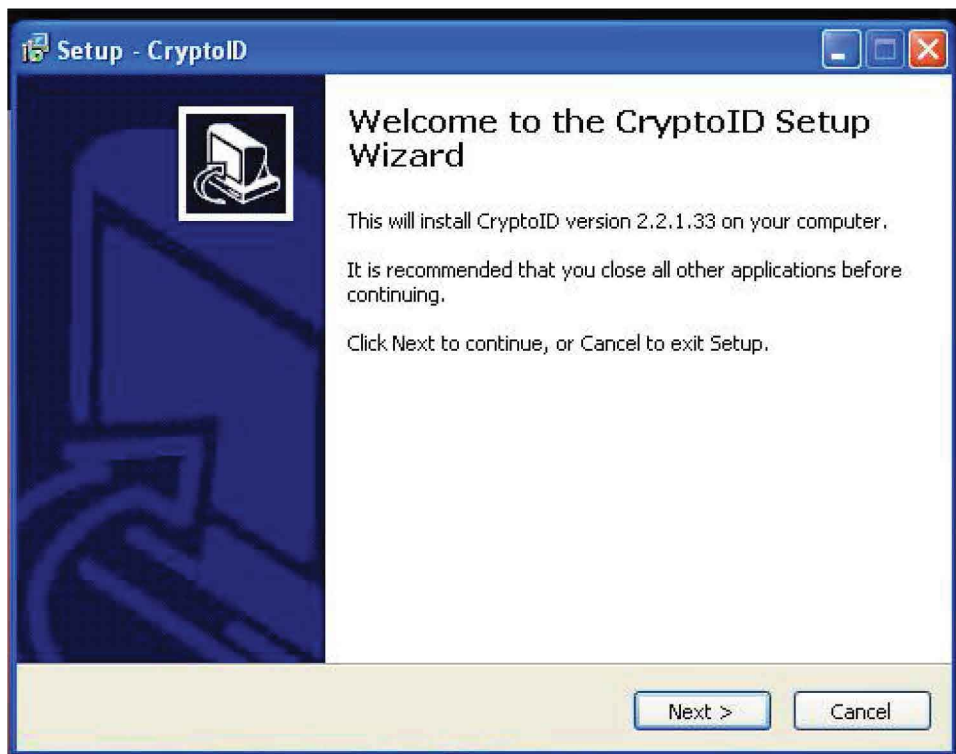 Setup - CryptoID
Welcome to the CryptoID Setup
Wizard
This will install CryptoID version 2.2.1.33 on your computer.
It is recommended that you close all other applications before
continuing.
Click Next to continue, or Cancel to exit Setup.
Next >
Cancel